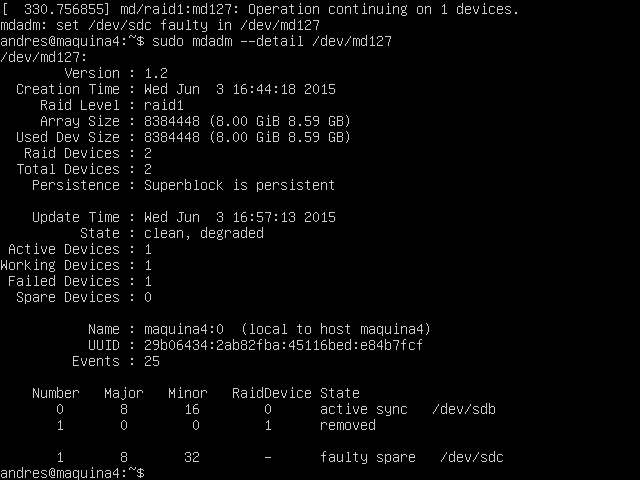 [  330.756855] md/raid1:md127: Operation continuing on 1 devices.
mdadm: set /dev/sdc faulty in /dev/md127
andres@maquina4:~$ sudo mdadm --detail /dev/md127
/dev/md127:
        Version : 1.2
  Creation Time : Wed Jun  3 16:44:18 2015
     Raid Level : raid1
     Array Size : 8384448 (8.00 GiB 8.59 GB)
  Used Dev Size : 8384448 (8.00 GiB 8.59 GB)
   Raid Devices : 2
  Total Devices : 2
    Persistence : Superblock is persistent

    Update Time : Wed Jun  3 16:57:13 2015
          State : clean, degraded
 Active Devices : 1
Working Devices : 1
 Failed Devices : 1
  Spare Devices : 0

           Name : maquina4:0  (local to host maquina4)
           UUID : 29b06434:2ab82fba:45116bed:e84b7fcf
         Events : 25

    Number   Major   Minor   RaidDevice State
       0       8       16        0      active sync   /dev/sdb
       1       0        0        1      removed

       1       8       32        -      faulty spare   /dev/sdc
andres@maquina4:~$